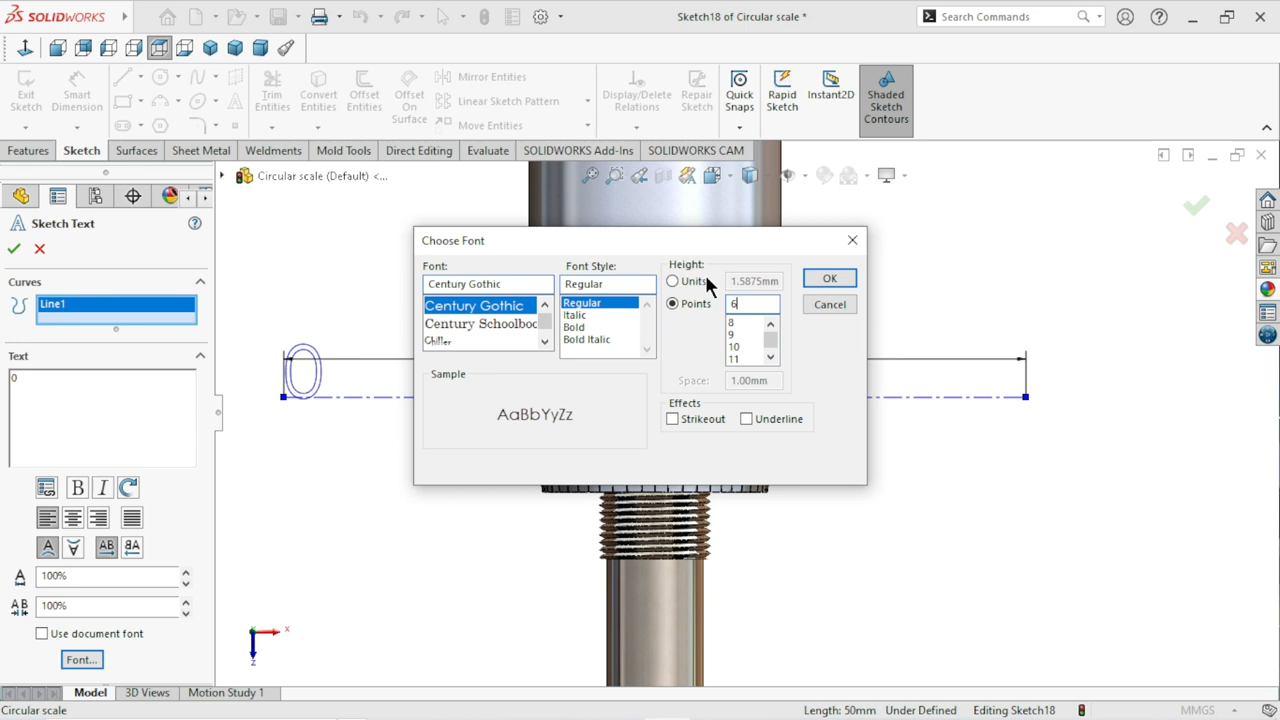 SOLIDWORKS
Sketch18 of Circular scale *
Search Commands
Exit Sketch
Smart Dimension
Trim Entities
Convert Entities
Offset Entities
Offset On Surface
Mirror Entities
Linear Sketch Pattern
Move Entities
Display/Delete Relations
Repair Sketch
Quick Snaps
Rapid Sketch
Instant2D
Shaded Sketch Contours
Features
Sketch
Surfaces
Sheet Metal
Weldments
Mold Tools
Direct Editing
Evaluate
SOLIDWORKS Add-Ins
SOLIDWORKS CAM
Circular scale (Default) <...
Sketch Text
Curves
Line1
Text
0
B
I
A
AB
100%
AB
100%
Use document font
Font...
0
Choose Font
Font:
Century Gothic
Century Gothic
Century Schoolboo
Chiller
Font Style:
Regular
Regular
Italic
Bold
Bold Italic
Height:
Units
1.5875mm
Points
6
8
9
10
11
Space:
1.00mm
OK
Cancel
Sample
AaBbYyZz
Effects
Strikeout
Underline
x
z
Model
3D Views
Motion Study 1
Circular scale
Length: 50mm
Under Defined
Editing Sketch18
MMGS